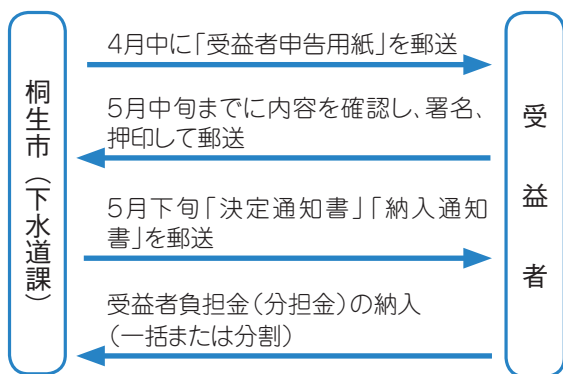 桐生市(下水道課)
4月中に「受益者申告用紙」を郵送
5月中旬までに内容を確認し、署名、
押印して郵送
5月下旬「決定通知書」「納入通知
書」を郵送
受益者負担金(分担金)の納入
(一括または分割)
受益者